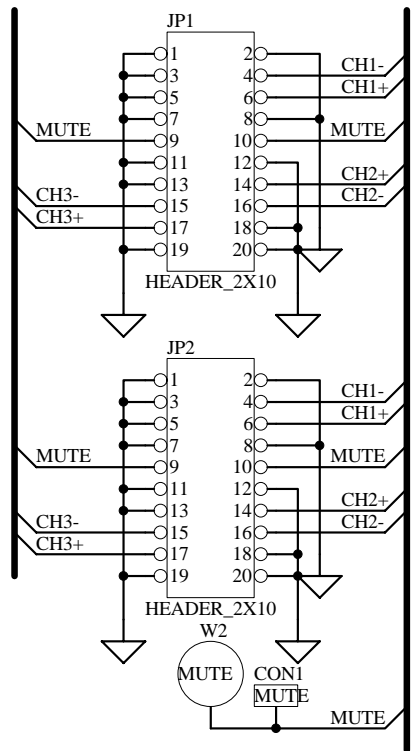 JP1
1 2
CH1-
3 4
CH1+
5 6
7 8
MUTE 9 10 MUTE
11 12
CH2+
13 14
CH3- CH2-
15 16
CH3+
17 18
19 20
HEADER_2X10
JP2
1 2
CH1-
3 4
CH1+
5 6
7 8
MUTE 9 10 MUTE
11 12
CH2+
13 14
CH3- CH2-
15 16
CH3+
17 18
19 20
HEADER_2X10
W2
MUTE
CON1
MUTE
MUTE